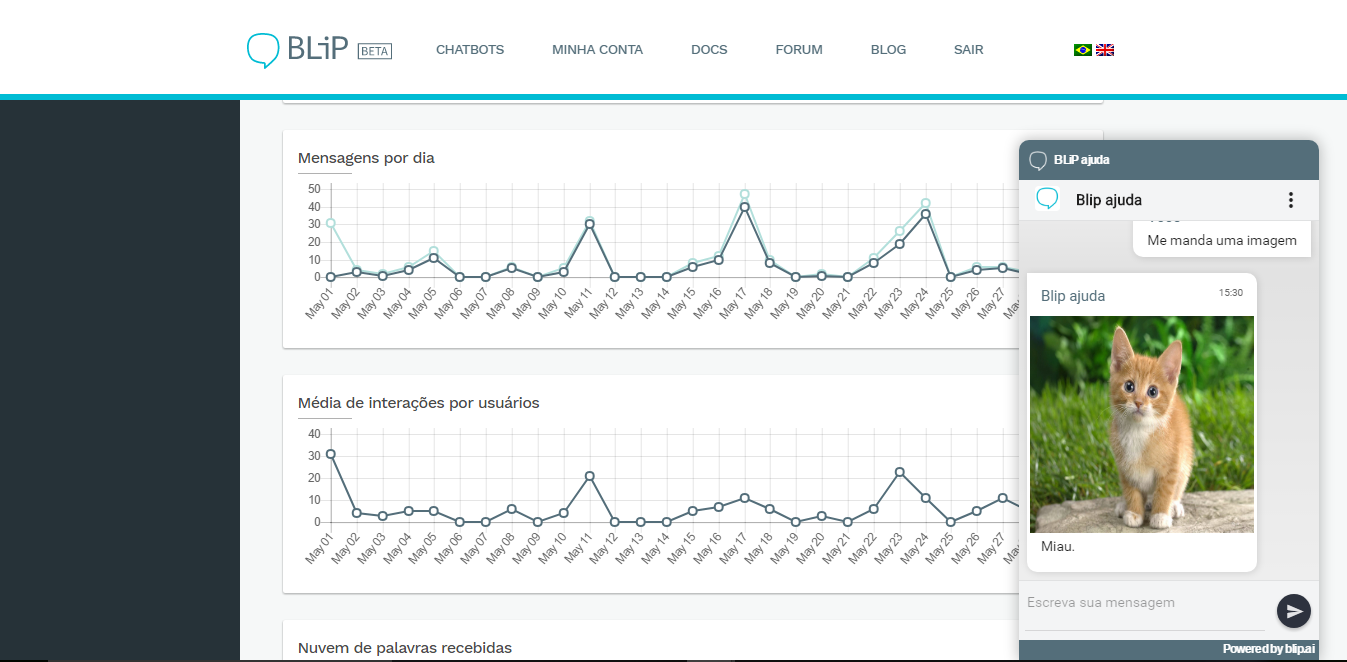 BLiP BETA CHATBOTS MINHA CONTA DOCS FORUM BLOG SAIR
Mensagens por dia
50
40
30
20
10
0
May 01 May 02 May 03 May 04 May 05 May 06 May 07 May 08 May 09 May 10 May 11 May 12 May 13 May 14 May 15 May 16 May 17 May 18 May 19 May 20 May 21 May 22 May 23 May 24 May 25 May 26 May 27
Média de interações por usuários
40
30
20
10
0
May 01 May 02 May 03 May 04 May 05 May 06 May 07 May 08 May 09 May 10 May 11 May 12 May 13 May 14 May 15 May 16 May 17 May 18 May 19 May 20 May 21 May 22 May 23 May 24 May 25 May 26 May 27
Nuvem de palavras recebidas
BLiP ajuda
Blip ajuda
Me manda uma imagem
Blip ajuda 15:30
Miau.
Escreva sua mensagem
Powered by blip.ai